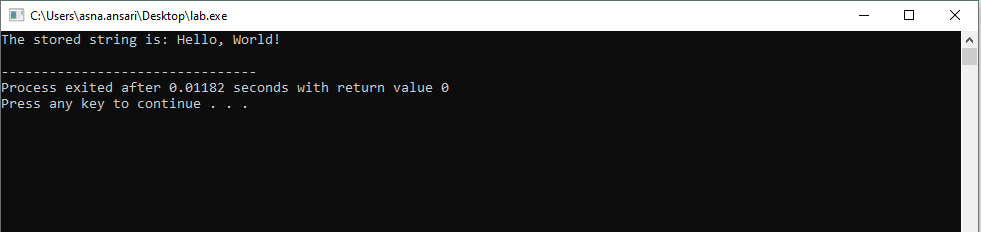 C:\Users\asna.ansari\Desktop\lab.exe
The stored string is: Hello, World!
--------------------------------
Process exited after 0.01182 seconds with return value 0
Press any key to continue . . .